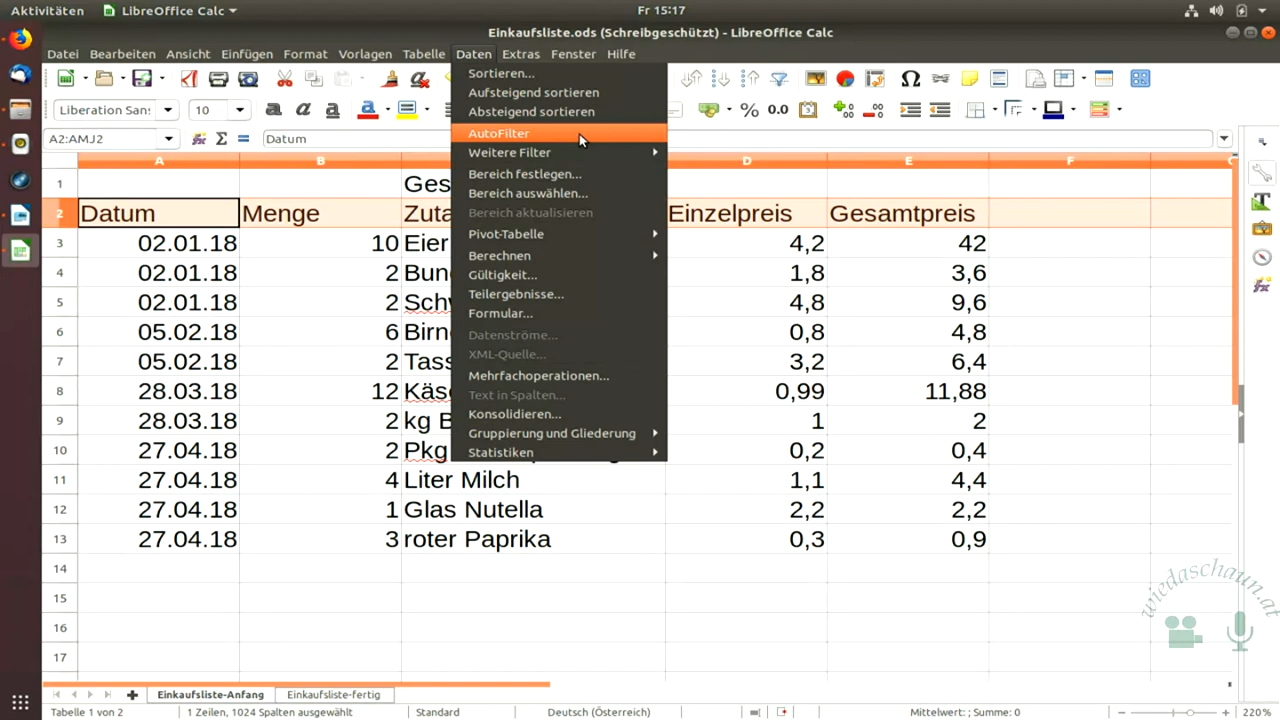 Aktivitäten LibreOffice Calc Fr 15:17
Einkaufsliste.ods (Schreibgeschützt) - LibreOffice Calc
Datei Bearbeiten Ansicht Einfügen Format Vorlagen Tabelle Daten Extras Fenster Hilfe
Liberation Sans 10
% 0.0
A2:AMJ2 Datum
A B D E F
1 Ges
2 Datum Menge Zuta Einzelpreis Gesamtpreis
3 02.01.18 10 Eier 4,2 42
4 02.01.18 2 Bun 1,8 3,6
5 02.01.18 2 Schw 4,8 9,6
6 05.02.18 6 Birn 0,8 4,8
7 05.02.18 2 Tass 3,2 6,4
8 28.03.18 12 Käse 0,99 11,88
9 28.03.18 2 kg B 1 2
10 27.04.18 2 Pkg 0,2 0,4
11 27.04.18 4 Liter Milch 1,1 4,4
12 27.04.18 1 Glas Nutella 2,2 2,2
13 27.04.18 3 roter Paprika 0,3 0,9
14
15
16
17
Sortieren...
Aufsteigend sortieren
Absteigend sortieren
AutoFilter
Weitere Filter
Bereich festlegen...
Bereich auswählen...
Bereich aktualisieren
Pivot-Tabelle
Berechnen
Gültigkeit...
Teilergebnisse...
Formular...
Datenströme...
XML-Quelle...
Mehrfachoperationen...
Text in Spalten...
Konsolidieren...
Gruppierung und Gliederung
Statistiken
wiedaschaun.at
Einkaufsliste-Anfang Einkaufsliste-fertig
Tabelle 1 von 2 1 Zeilen, 1024 Spalten ausgewählt Standard Deutsch (Österreich) Mittelwert: ; Summe: 0 220%